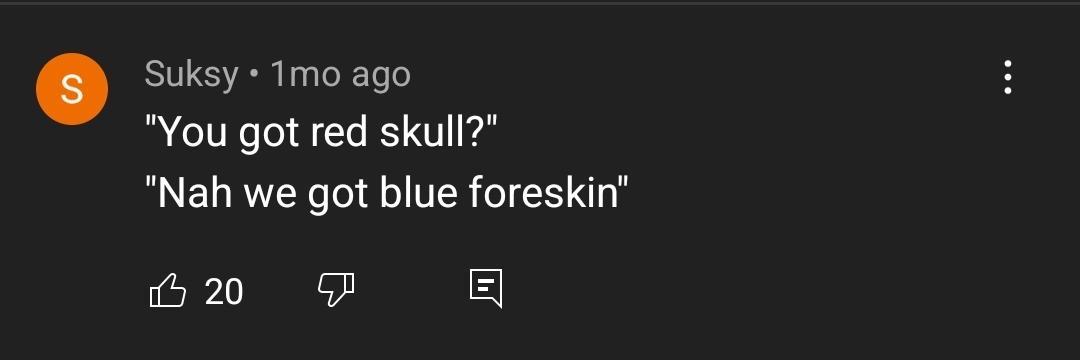 S
Suksy • 1mo ago
"You got red skull?"
"Nah we got blue foreskin"
20